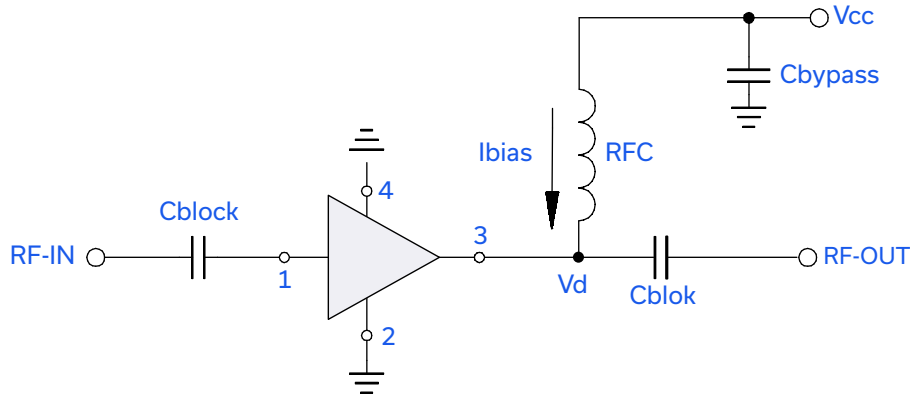 Vcc
Cbypass
Ibias
RFC
4
Cblock
RF-IN
1
3
RF-OUT
Vd
Cblok
2